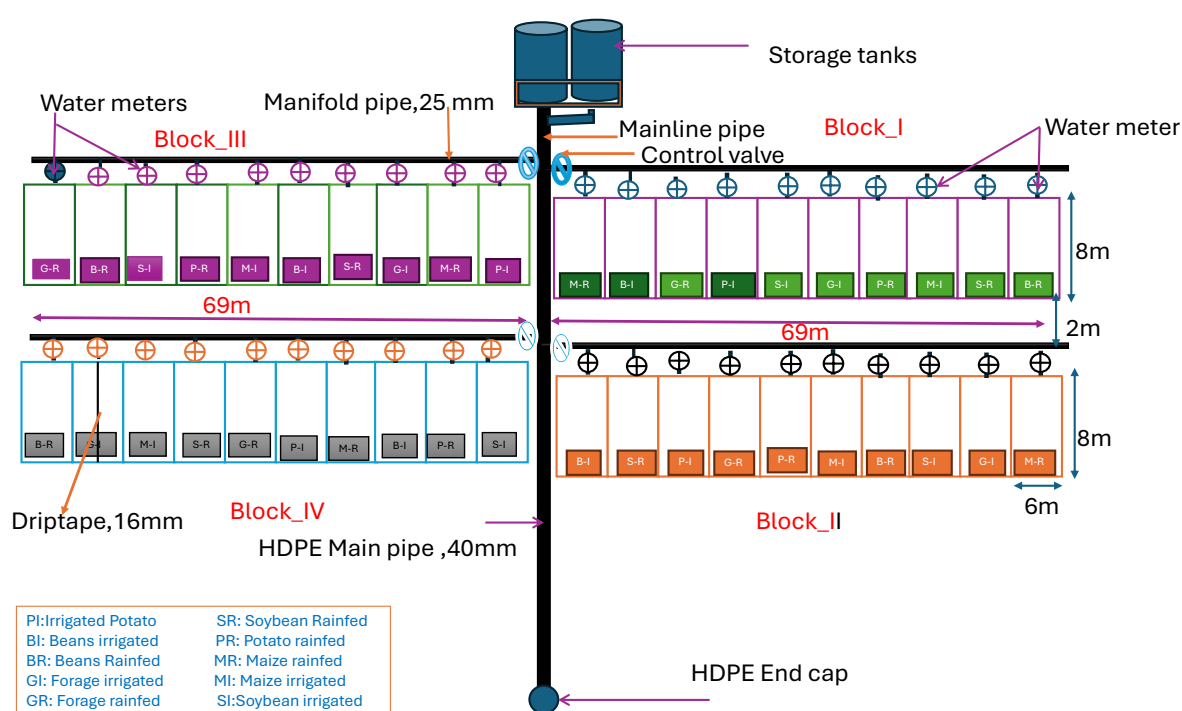 Storage tanks
Water meters
Manifold pipe,25 mm
Block_III
Mainline pipe
Control valve
Block_I
Water meter
G-R B-R S-I P-R M-I B-I S-R G-I M-R P-I
M-R B-I G-R P-I S-I G-I P-R M-I S-R B-R
8m
69m
69m
2m
B-R G-I M-I S-R G-R P-I M-R B-I P-R S-I
B-I S-R P-I G-R P-R M-I B-R S-I G-I M-R
8m
6m
Driptape,16mm
Block_IV
Block_II
HDPE Main pipe ,40mm
PI:Irrigated Potato SR: Soybean Rainfed
BI: Beans irrigated PR: Potato rainfed
BR: Beans Rainfed MR: Maize rainfed
GI: Forage irrigated MI: Maize irrigated
GR: Forage rainfed SI:Soybean irrigated
HDPE End cap